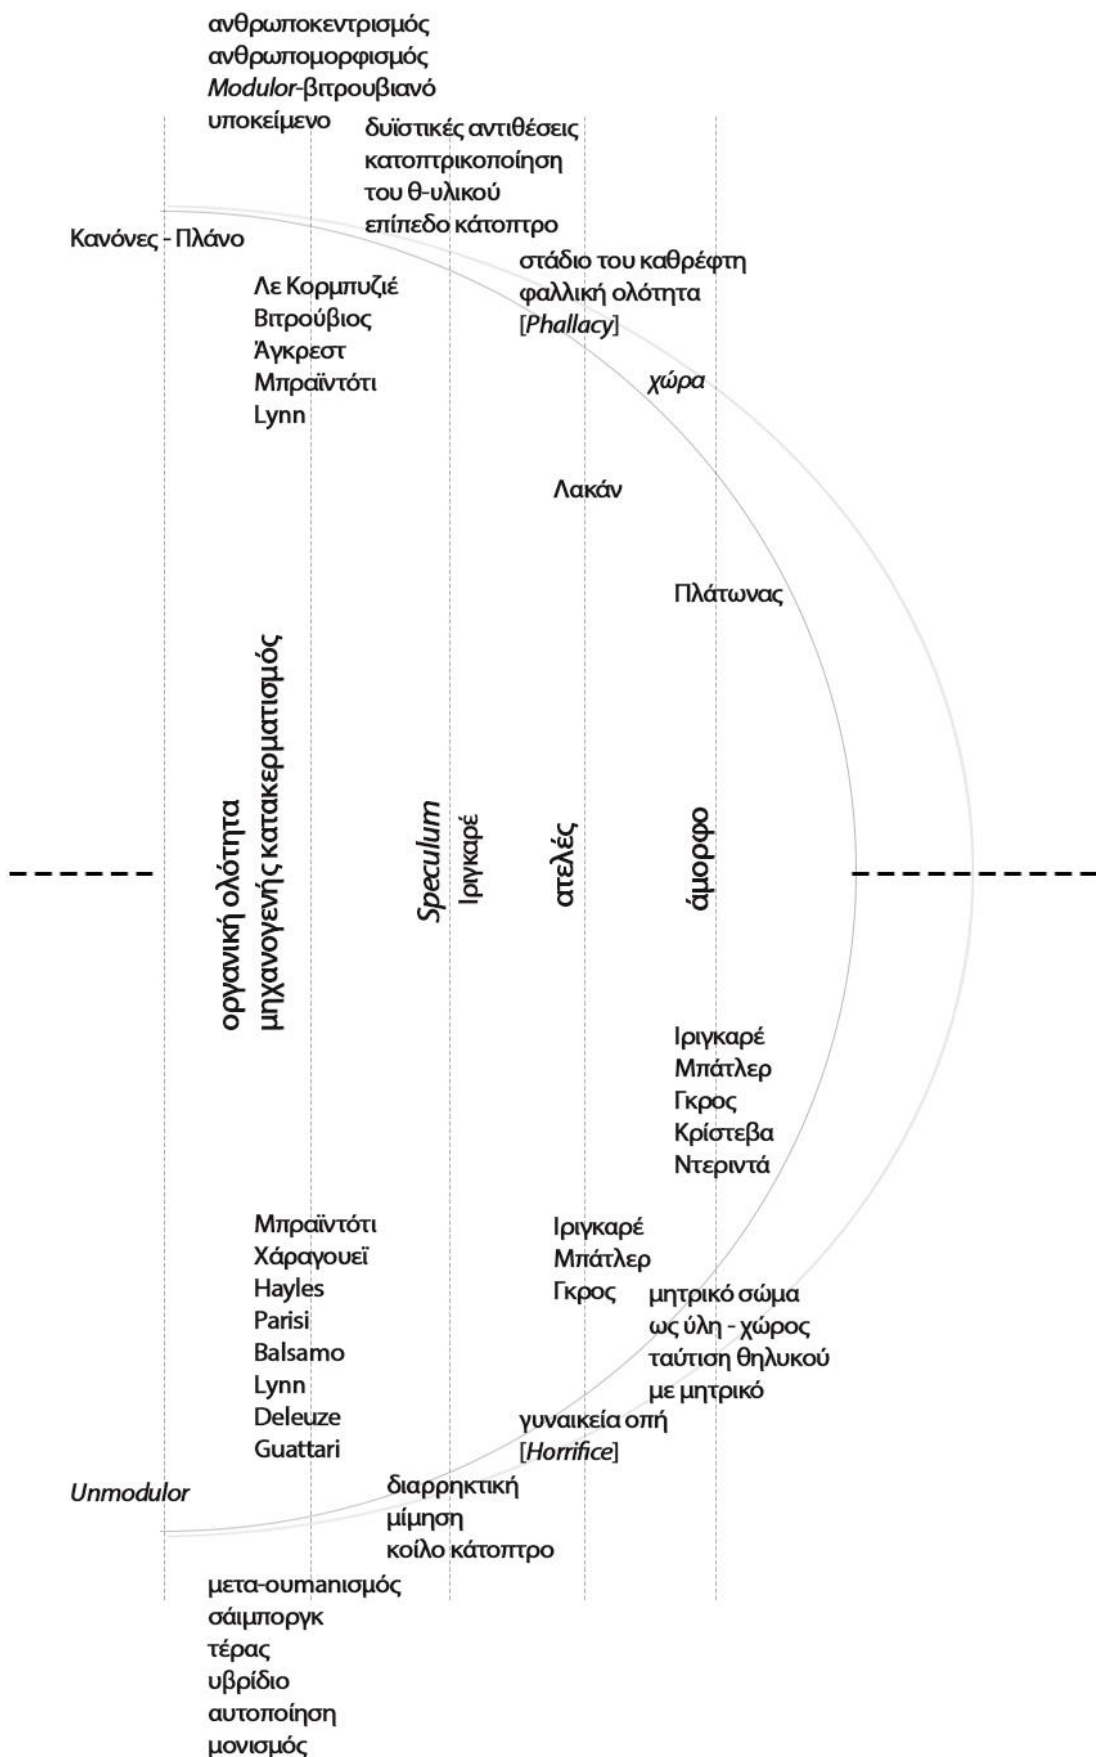 ανθρωποκεντρισμός
ανθρωπομορφισμός
Modulor-βιτρουβιανό
υποκείμενο
δυϊστικές αντιθέσεις
κατοπτρικοποίηση
του θ-υλικού
επίπεδο κάτοπτρο
στάδιο του καθρέφτη
φαλλική ολότητα
[Phallacy]
χώρα
Κανόνες - Πλάνο
Λε Κορμπυζιέ
Βιτρούβιος
Άγκρεστ
Μπραϊντότι
Lynn
Λακάν
Πλάτωνας
οργανική ολότητα
μηχανογενής κατακερματισμός
Speculum
Ιριγκαρέ
ατελές
άμορφο
Ιριγκαρέ
Μπάτλερ
Γκρος
Κρίστεβα
Ντεριντά
Μπραϊντότι
Χάραγουεϊ
Hayles
Parisi
Balsamo
Lynn
Deleuze
Guattari
Ιριγκαρέ
Μπάτλερ
Γκρος
μητρικό σώμα
ως ύλη - χώρος
ταύτιση θηλυκού
με μητρικό
γυναικεία οπή
[Horrifice]
Unmodulor
διαρρηκτική
μίμηση
κοίλο κάτοπτρο
μετα-ουmanισμός
σάιμποργκ
τέρας
υβρίδιο
αυτοποίηση
μονισμός